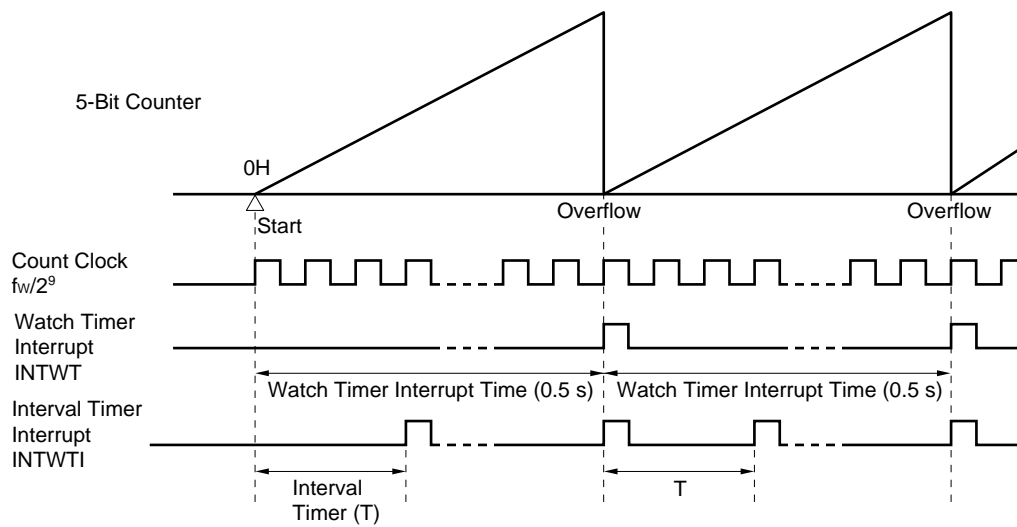 5-Bit Counter
0H
Start
Overflow
Overflow
Count Clock
fw/2⁹
Watch Timer
Interrupt
INTWT
Watch Timer Interrupt Time (0.5 s)
Watch Timer Interrupt Time (0.5 s)
Interval Timer
Interrupt
INTWTI
Interval
Timer (T)
T